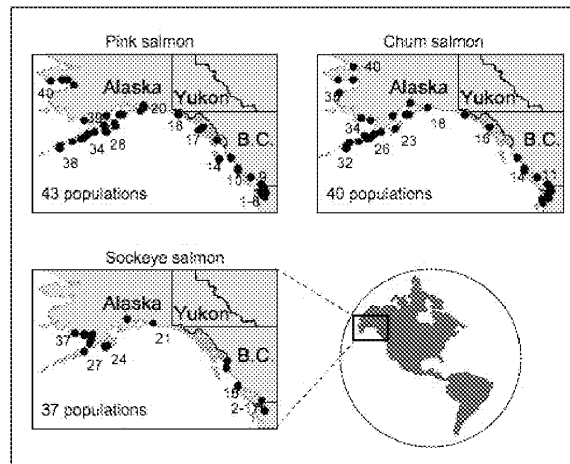 Pink salmon
Alaska
Yukon
B.C.
40
39
38
34
28
20
18
17
14
10
9
1-8
43 populations
Chum salmon
Alaska
Yukon
B.C.
40
34
32
26
23
18
16
14
11
40 populations
Sockeye salmon
Alaska
Yukon
B.C.
37
27
24
21
37 populations